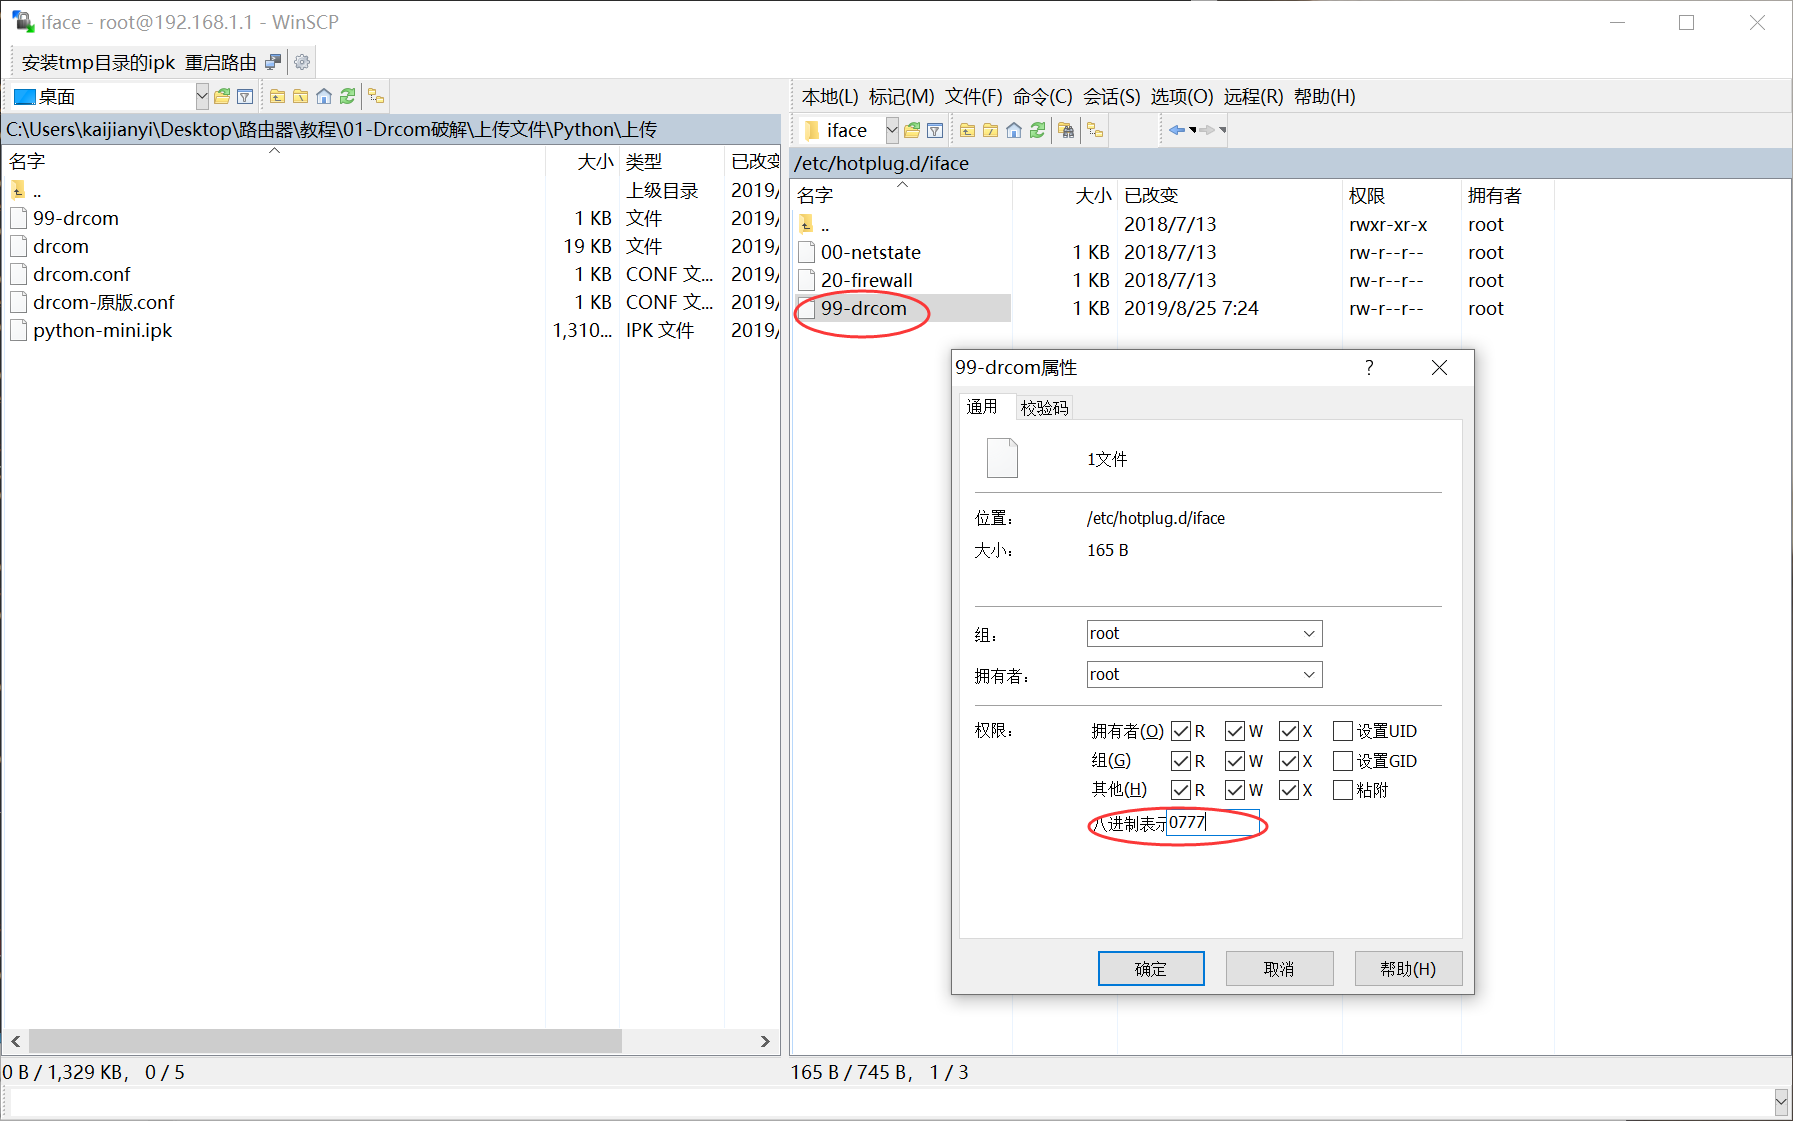 iface - root@192.168.1.1 - WinSCP
安装tmp目录的ipk 重启路由
桌面
C:\Users\kaijianyi\Desktop\路由器\教程\01-Drcom破解\上传文件\Python\上传
名字 大小 类型 已改变
.. 上级目录 2019/
99-drcom 1 KB 文件 2019/
drcom 19 KB 文件 2019/
drcom.conf 1 KB CONF 文... 2019/
drcom-原版.conf 1 KB CONF 文... 2019/
python-mini.ipk 1,310... IPK 文件 2019/
0 B / 1,329 KB, 0 / 5
本地(L) 标记(M) 文件(F) 命令(C) 会话(S) 选项(O) 远程(R) 帮助(H)
iface
/etc/hotplug.d/iface
名字 大小 已改变 权限 拥有者
.. 2018/7/13 rwxr-xr-x root
00-netstate 1 KB 2018/7/13 rw-r--r-- root
20-firewall 1 KB 2018/7/13 rw-r--r-- root
99-drcom 1 KB 2019/8/25 7:24 rw-r--r-- root
99-drcom属性 ?
通用 校验码
1文件
位置: /etc/hotplug.d/iface
大小: 165 B
组: root
拥有者: root
权限: 拥有者(O) R W X 设置UID
组(G) R W X 设置GID
其他(H) R W X 粘附
八进制表示 0777
确定 取消 帮助(H)
165 B / 745 B, 1 / 3